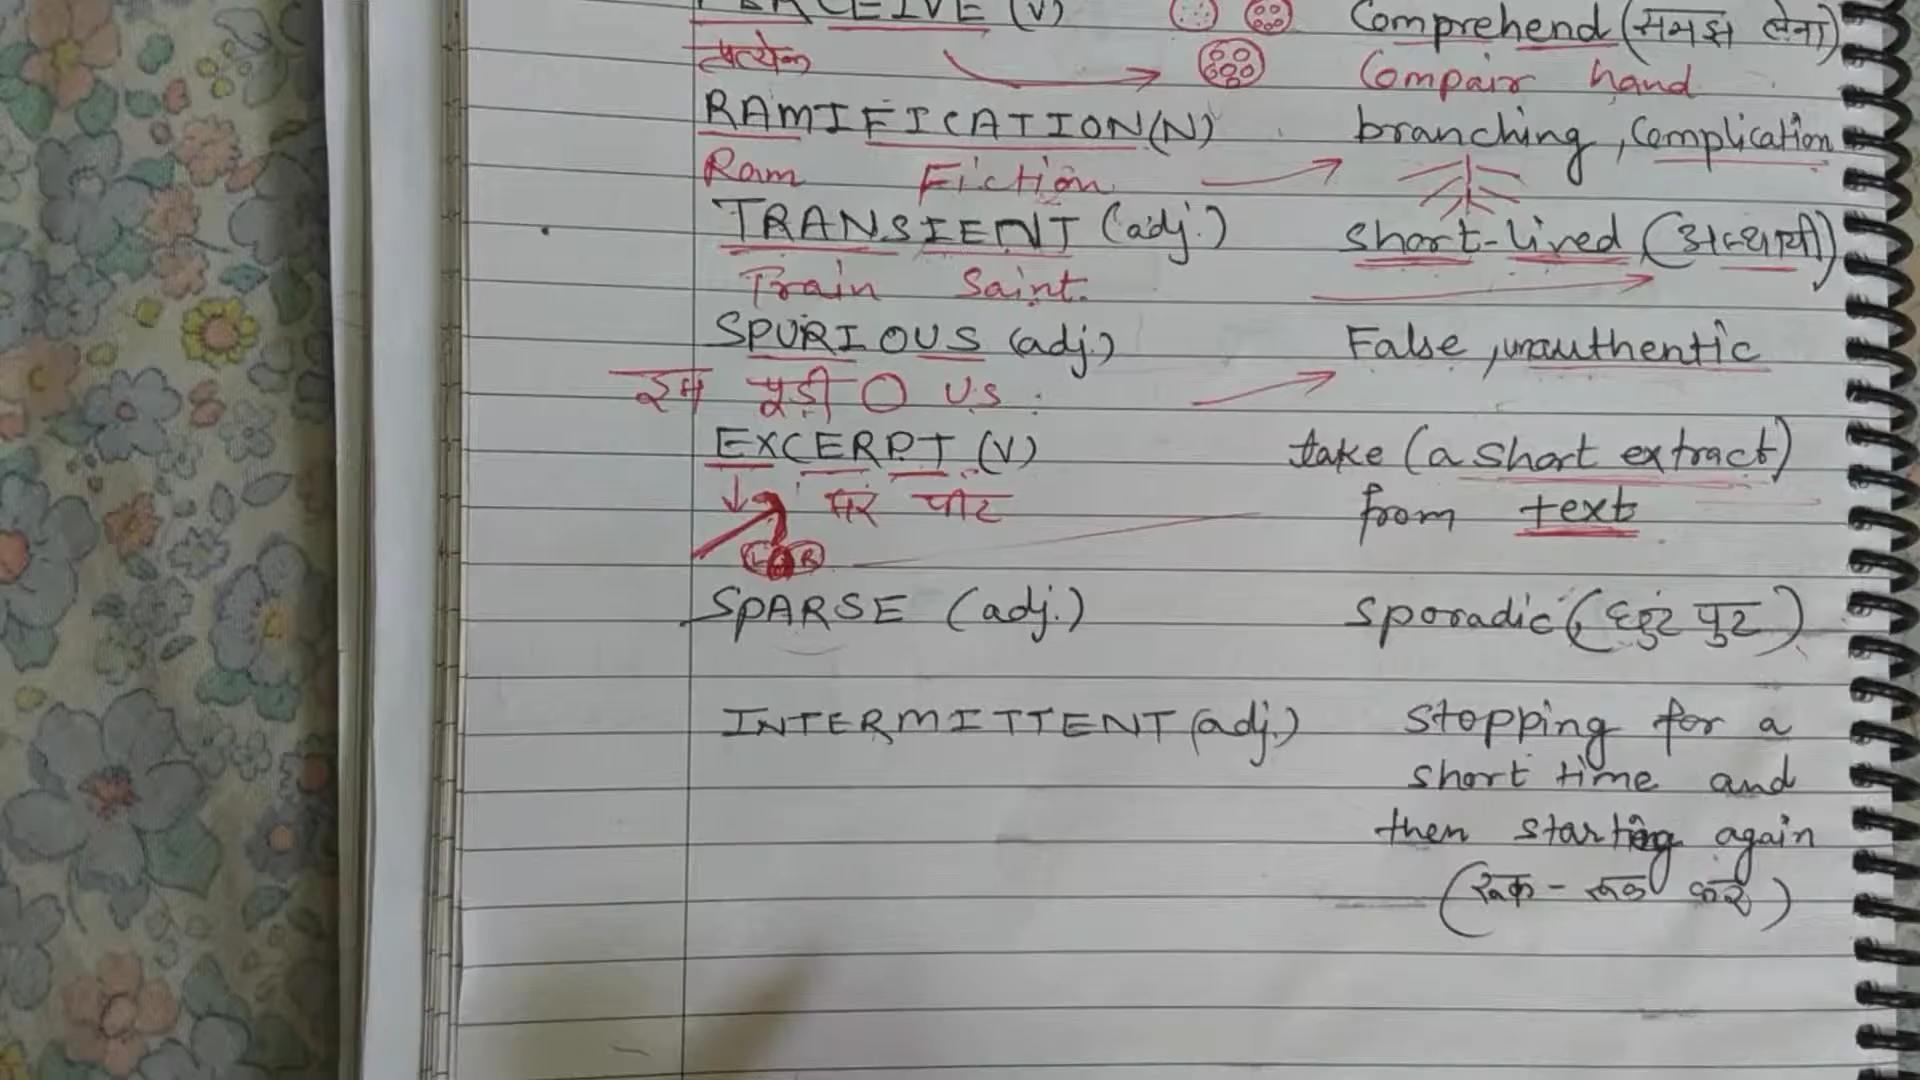 CEIVE (V) Comprehend (समझ लेना)
Compair hand
RAMIFICATION(N) branching, Complication
Ram Fiction
TRANSIENT (adj.) short-lived (अस्थायी)
Train Saint.
SPURIOUS (adj.) False, unauthentic
पूड़ी O US
EXCERPT (V) take (a short extract)
from text
SPARSE (adj.) sporadic (छुट पुट)
INTERMITTENT (adj.) stopping for a
short time and
then starting again
(रुक - रुक कर)